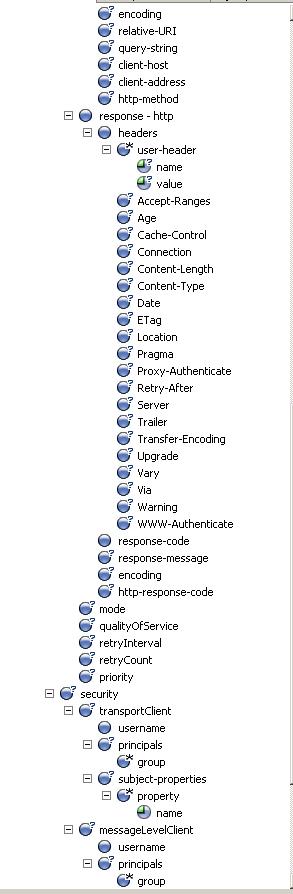 encoding
relative-URI
query-string
client-host
client-address
http-method
response - http
headers
user-header
name
value
Accept-Ranges
Age
Cache-Control
Connection
Content-Length
Content-Type
Date
ETag
Location
Pragma
Proxy-Authenticate
Retry-After
Server
Trailer
Transfer-Encoding
Upgrade
Vary
Via
Warning
WWW-Authenticate
response-code
response-message
encoding
http-response-code
mode
qualityOfService
retryInterval
retryCount
priority
security
transportClient
username
principals
group
subject-properties
property
name
messageLevelClient
username
principals
group